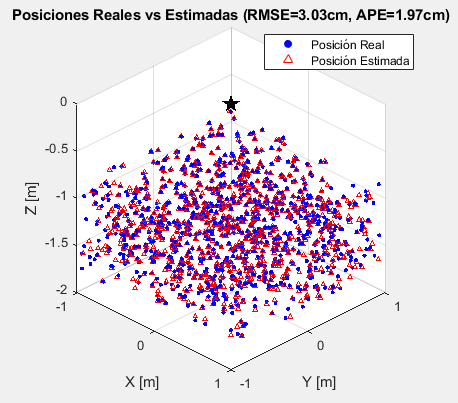 Posiciones Reales vs Estimadas (RMSE=3.03cm, APE=1.97cm)
Posición Real
Posición Estimada
0
-0.5
-1
-1.5
-2
Z [m]
-1
0
1
X [m]
-1
0
1
Y [m]